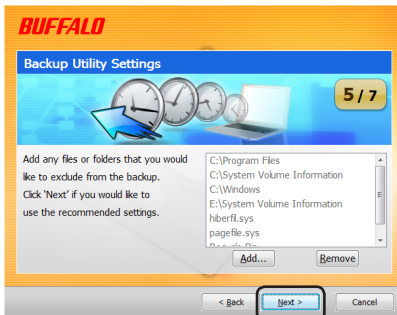 BUFFALO
Backup Utility Settings
5 / 7
Add any files or folders that you would
like to exclude from the backup.
Click 'Next' if you would like to
use the recommended settings.
C:\Program Files
C:\System Volume Information
C:\Windows
E:\System Volume Information
hiberfil.sys
pagefile.sys
Add...
Remove
< Back
Next >
Cancel